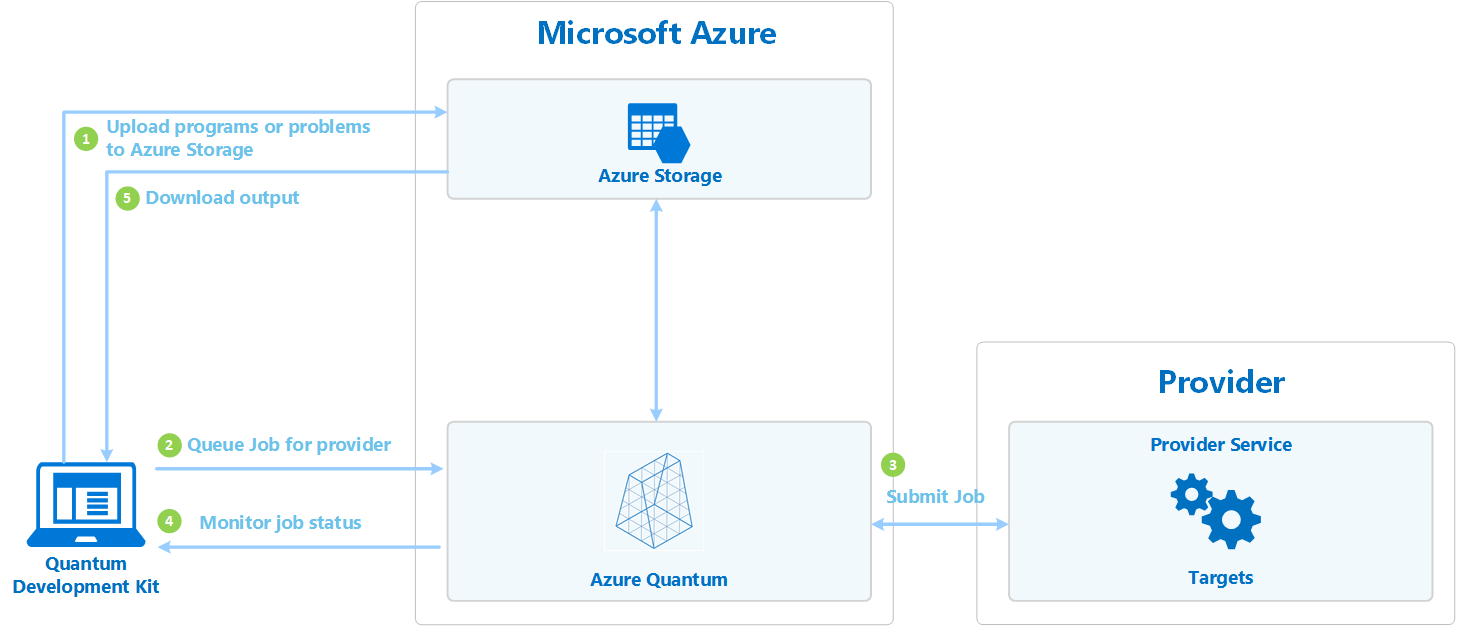 Microsoft Azure
1
Upload programs or problems
to Azure Storage
Azure Storage
5
Download output
Provider
2
Queue Job for provider
Provider Service
3
Submit Job
4
Monitor job status
Quantum
Development Kit
Azure Quantum
Targets